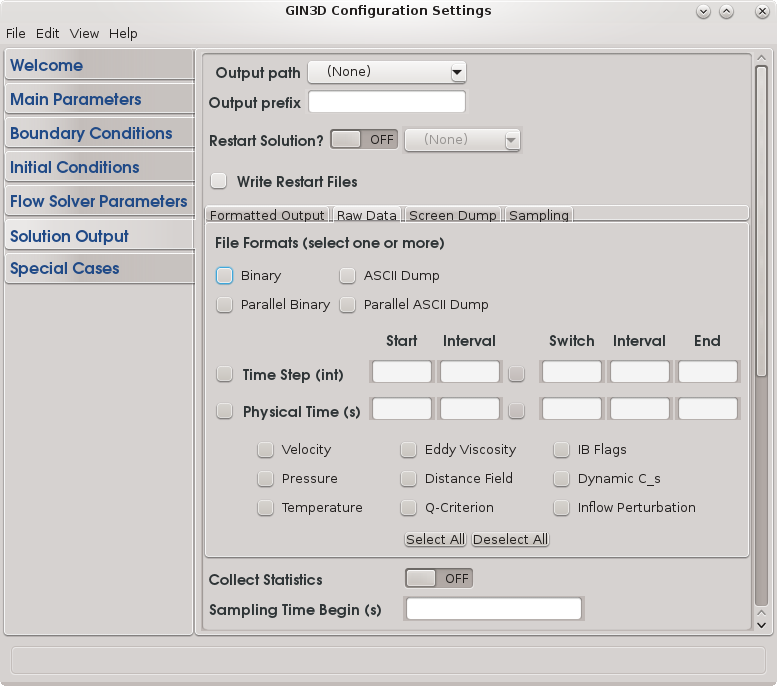 GIN3D Configuration Settings
File Edit View Help
Welcome
Main Parameters
Boundary Conditions
Initial Conditions
Flow Solver Parameters
Solution Output
Special Cases
Output path (None)
Output prefix
Restart Solution? OFF (None)
Write Restart Files
Formatted Output Raw Data Screen Dump Sampling
File Formats (select one or more)
Binary ASCII Dump
Parallel Binary Parallel ASCII Dump
Start Interval Switch Interval End
Time Step (int)
Physical Time (s)
Velocity Eddy Viscosity IB Flags
Pressure Distance Field Dynamic C_s
Temperature Q-Criterion Inflow Perturbation
Select All Deselect All
Collect Statistics OFF
Sampling Time Begin (s)